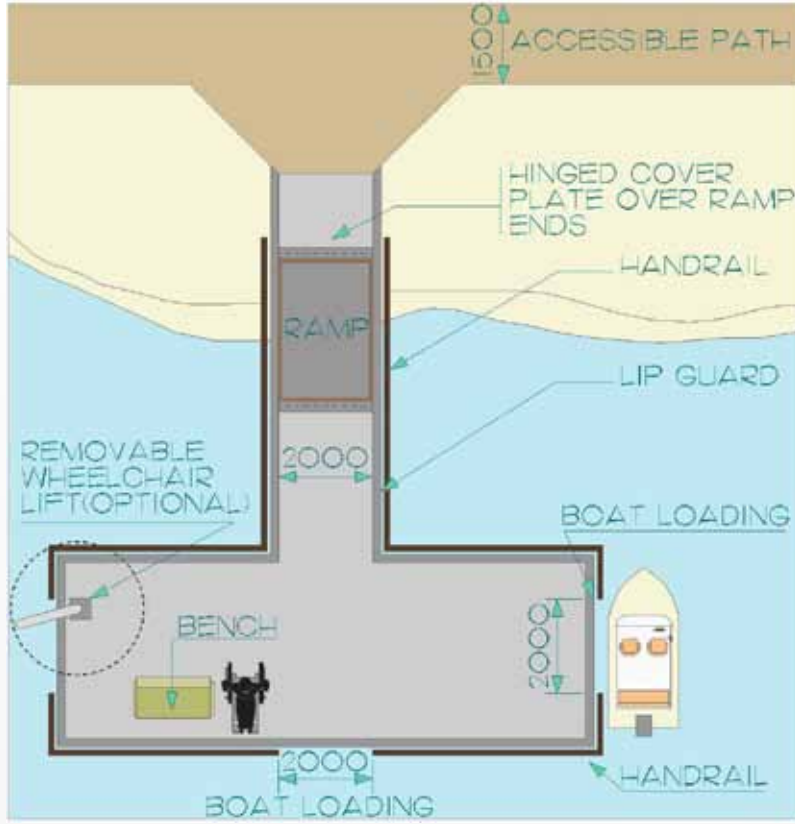 1500
ACCESSIBLE PATH
HINGED COVER
PLATE OVER RAMP
ENDS
HANDRAIL
RAMP
LIP GUARD
2000
REMOVABLE
WHEELCHAIR
LIFT(OPTIONAL)
BOAT LOADING
BENCH
2000
2000
HANDRAIL
BOAT LOADING